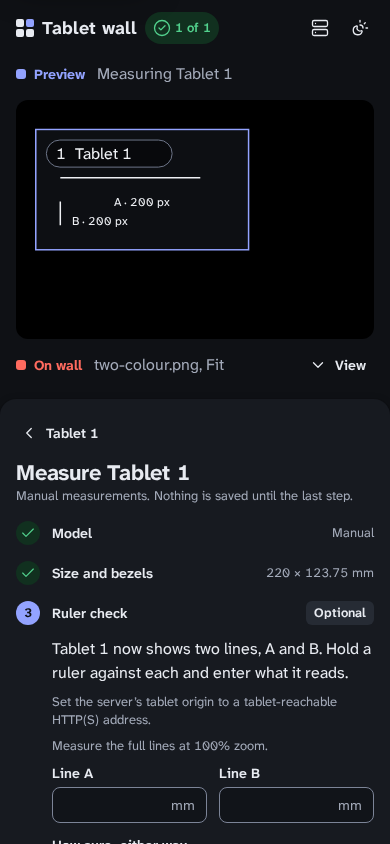 Tablet wall
1 of 1
Preview Measuring Tablet 1
1 Tablet 1
A · 200 px
B · 200 px
On wall two-colour.png, Fit
View
Tablet 1
Measure Tablet 1
Manual measurements. Nothing is saved until the last step.
Model Manual
Size and bezels 220 × 123.75 mm
3 Ruler check Optional
Tablet 1 now shows two lines, A and B. Hold a
ruler against each and enter what it reads.
Set the server's tablet origin to a tablet-reachable
HTTP(S) address.
Measure the full lines at 100% zoom.
Line A Line B
mm mm